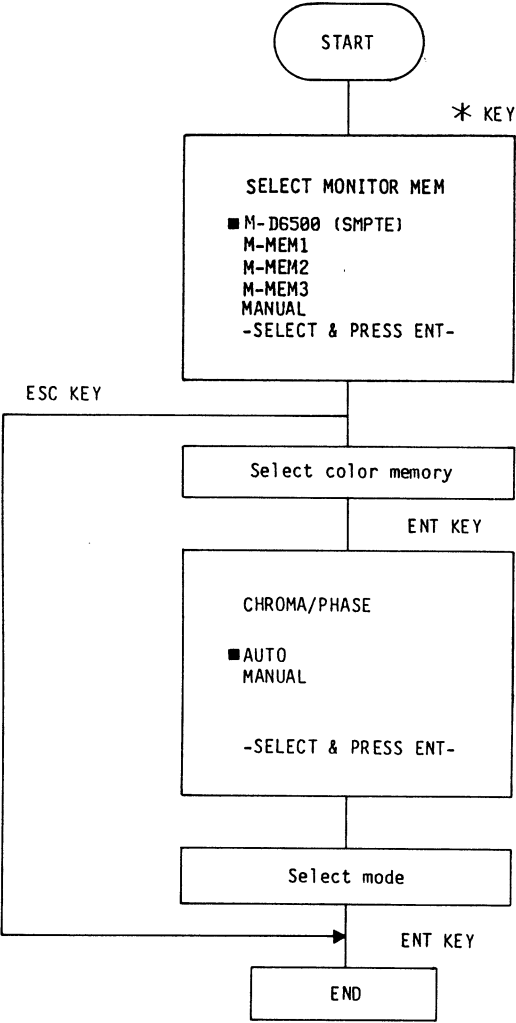 START
* KEY
SELECT MONITOR MEM
■M-D6500 (SMPTE)
M-MEM1
M-MEM2
M-MEM3
MANUAL
-SELECT & PRESS ENT-
ESC KEY
Select color memory
ENT KEY
CHROMA/PHASE
■AUTO
MANUAL
-SELECT & PRESS ENT-
Select mode
ENT KEY
END